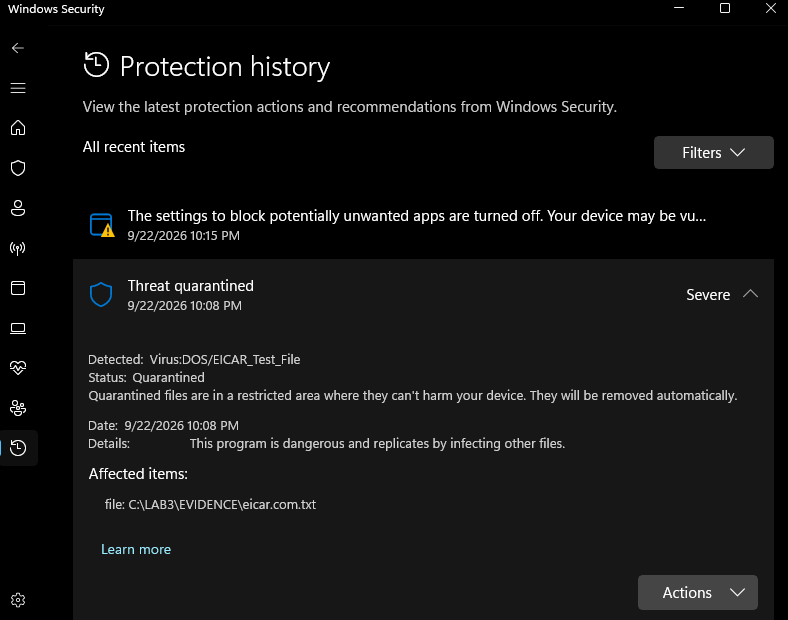 Windows Security
Protection history
View the latest protection actions and recommendations from Windows Security.
All recent items
Filters
The settings to block potentially unwanted apps are turned off. Your device may be vu...
9/22/2026 10:15 PM
Threat quarantined
9/22/2026 10:08 PM
Severe
Detected: Virus:DOS/EICAR_Test_File
Status: Quarantined
Quarantined files are in a restricted area where they can't harm your device. They will be removed automatically.
Date: 9/22/2026 10:08 PM
Details: This program is dangerous and replicates by infecting other files.
Affected items:
file: C:\LAB3\EVIDENCE\eicar.com.txt
Learn more
Actions